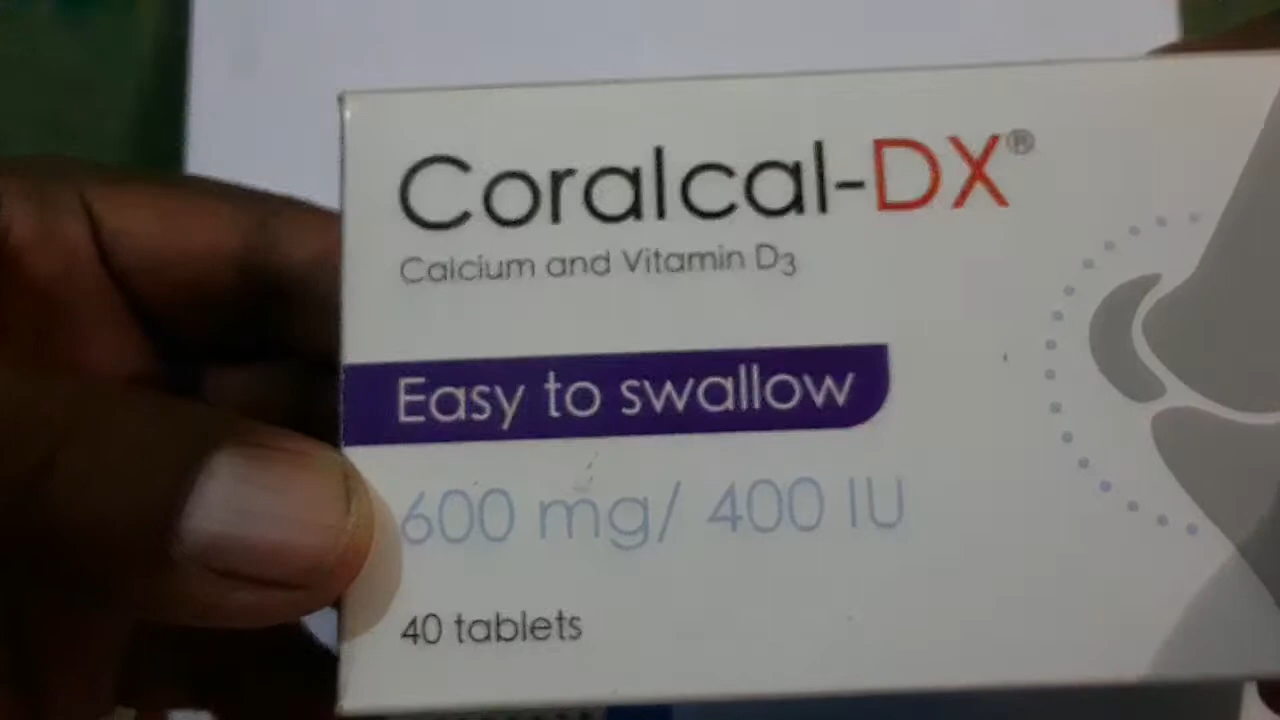 Coralcal-DX®
Calcium and Vitamin D3
Easy to swallow
600 mg/ 400 IU
40 tablets